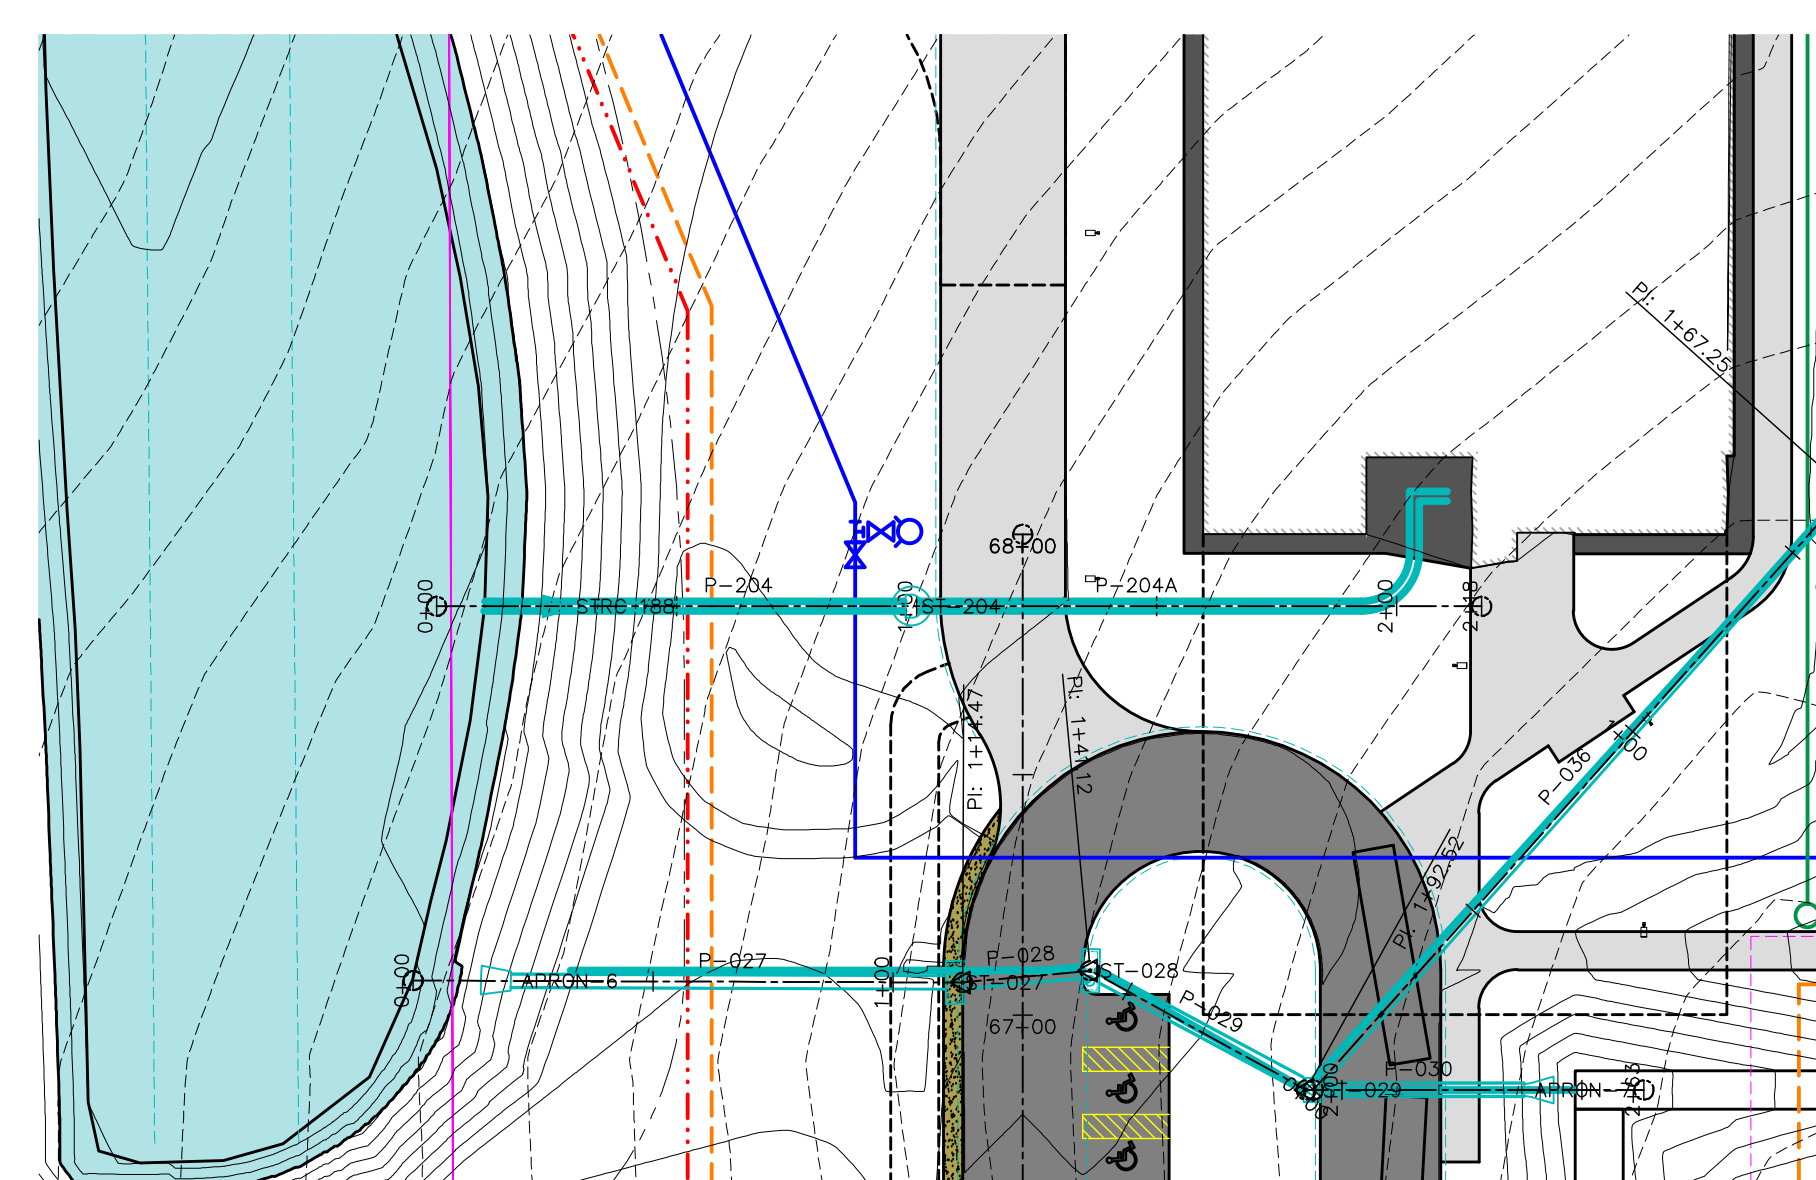 PI: 1+67.25
68+00
P-204
P-204A
0+00
STRC-188
1+00
ST-204
2+00
2+18
PI: 1+14.47
PI: 1+41.12
1+00
P-036
PI: 1+92.52
P-027
P-028
0+00
APRON-6
1+00
ST-027
ST-028
P-029
67+00
P-030
ST-029
2+00
APRON-7
2+63